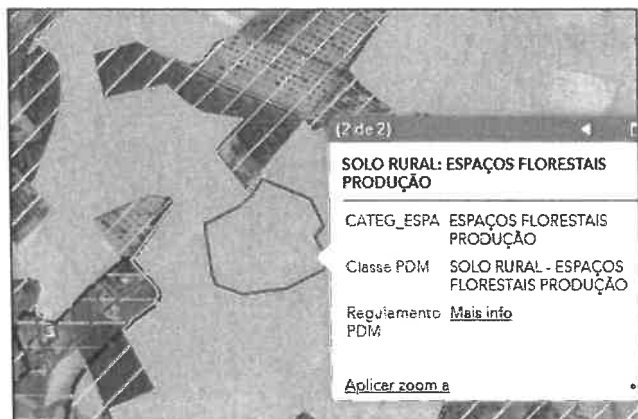 (2 de 2)
SOLO RURAL: ESPAÇOS FLORESTAIS
PRODUÇÃO
CATEG_ESPA ESPAÇOS FLORESTAIS
PRODUÇÃO
Classe PDM SOLO RURAL - ESPAÇOS
FLORESTAIS PRODUÇÃO
Regulamento Mais info
PDM
Aplicar zoom a